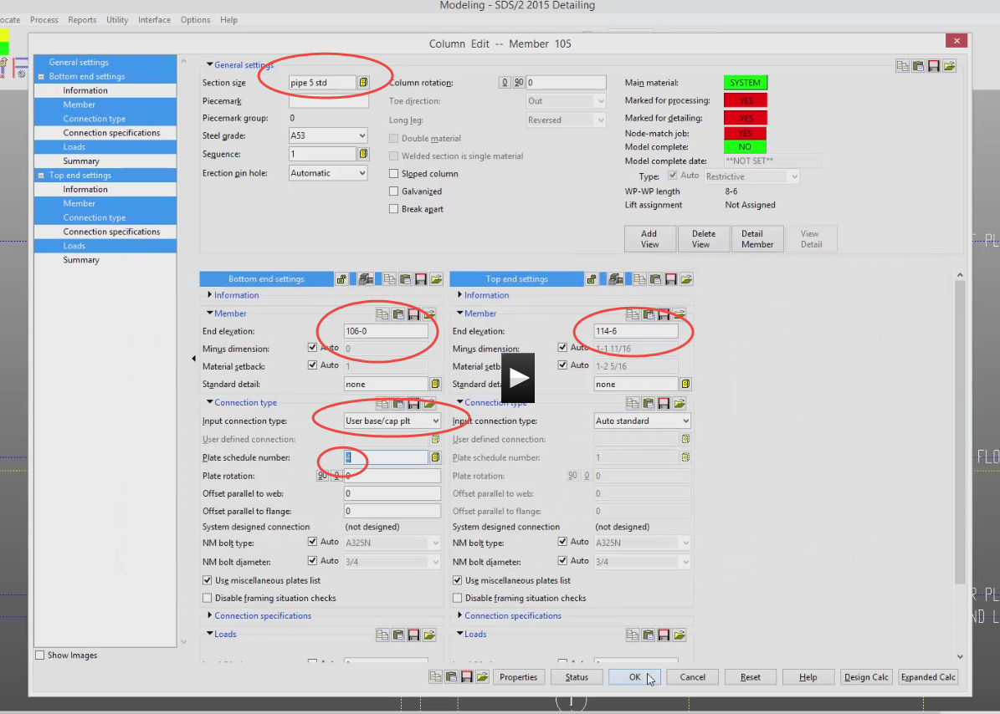 Modeling - SDS/2 2015 Detailing
ocate Process Reports Utility Interface Options Help
Column Edit -- Member 105
General settings
Bottom end settings
Information
Member
Connection type
Connection specifications
Loads
Summary
Top end settings
Information
Member
Connection type
Connection specifications
Loads
Summary
Show Images
General settings
Section size pipe 5 std
Piecemark
Piecemark group: 0
Steel grade: A53
Sequence: 1
Erection pin hole: Automatic
Column rotation: 0 90 0
Toe direction: Out
Long leg: Reversed
Double material
Welded section is single material
Sloped column
Galvanized
Break apart
Main material: SYSTEM
Marked for processing: YES
Marked for detailing: YES
Node-match job: YES
Model complete: NO
Model complete date: **NOT SET**
Type: Auto Restrictive
WP-WP length 8-6
Lift assignment Not Assigned
Add View
Delete View
Detail Member
View Detail
Bottom end settings
Information
Member
End elevation: 106-0
Minus dimension: Auto 0
Material setback: Auto 1
Standard detail: none
Connection type
Input connection type: User base/cap plt
User defined connection:
Plate schedule number:
Plate rotation: 90 0 0
Offset parallel to web: 0
Offset parallel to flange: 0
System designed connection (not designed)
NM bolt type: Auto A325N
NM bolt diameter: Auto 3/4
Use miscellaneous plates list
Disable framing situation checks
Connection specifications
Loads
Top end settings
Information
Member
End elevation: 114-6
Minus dimension: Auto 1-1 11/16
Material setb Auto 1-2 5/16
Standard deta none
Connection type
Input connection type: Auto standard
User defined connection:
Plate schedule number: 1
Plate rotation: 90 0 0
Offset parallel to web: 0
Offset parallel to flange: 0
System designed connection (not designed)
NM bolt type: Auto A325N
NM bolt diameter: Auto 3/4
Use miscellaneous plates list
Disable framing situation checks
Connection specifications
Loads
Properties Status OK Cancel Reset Help Design Calc Expanded Calc
PL
FLO
R PL
ND L